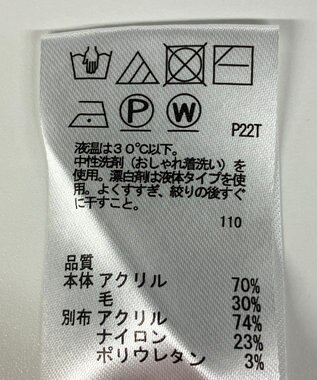 P W P22T
液温は30℃以下。
中性洗剤（おしゃれ着洗い）を
使用。漂白剤は液体タイプを使
用。よくすすぎ、絞りの後すぐ
に干すこと。
110
品質
本体 アクリル 70%
毛 30%
別布 アクリル 74%
ナイロン 23%
ポリウレタン 3%